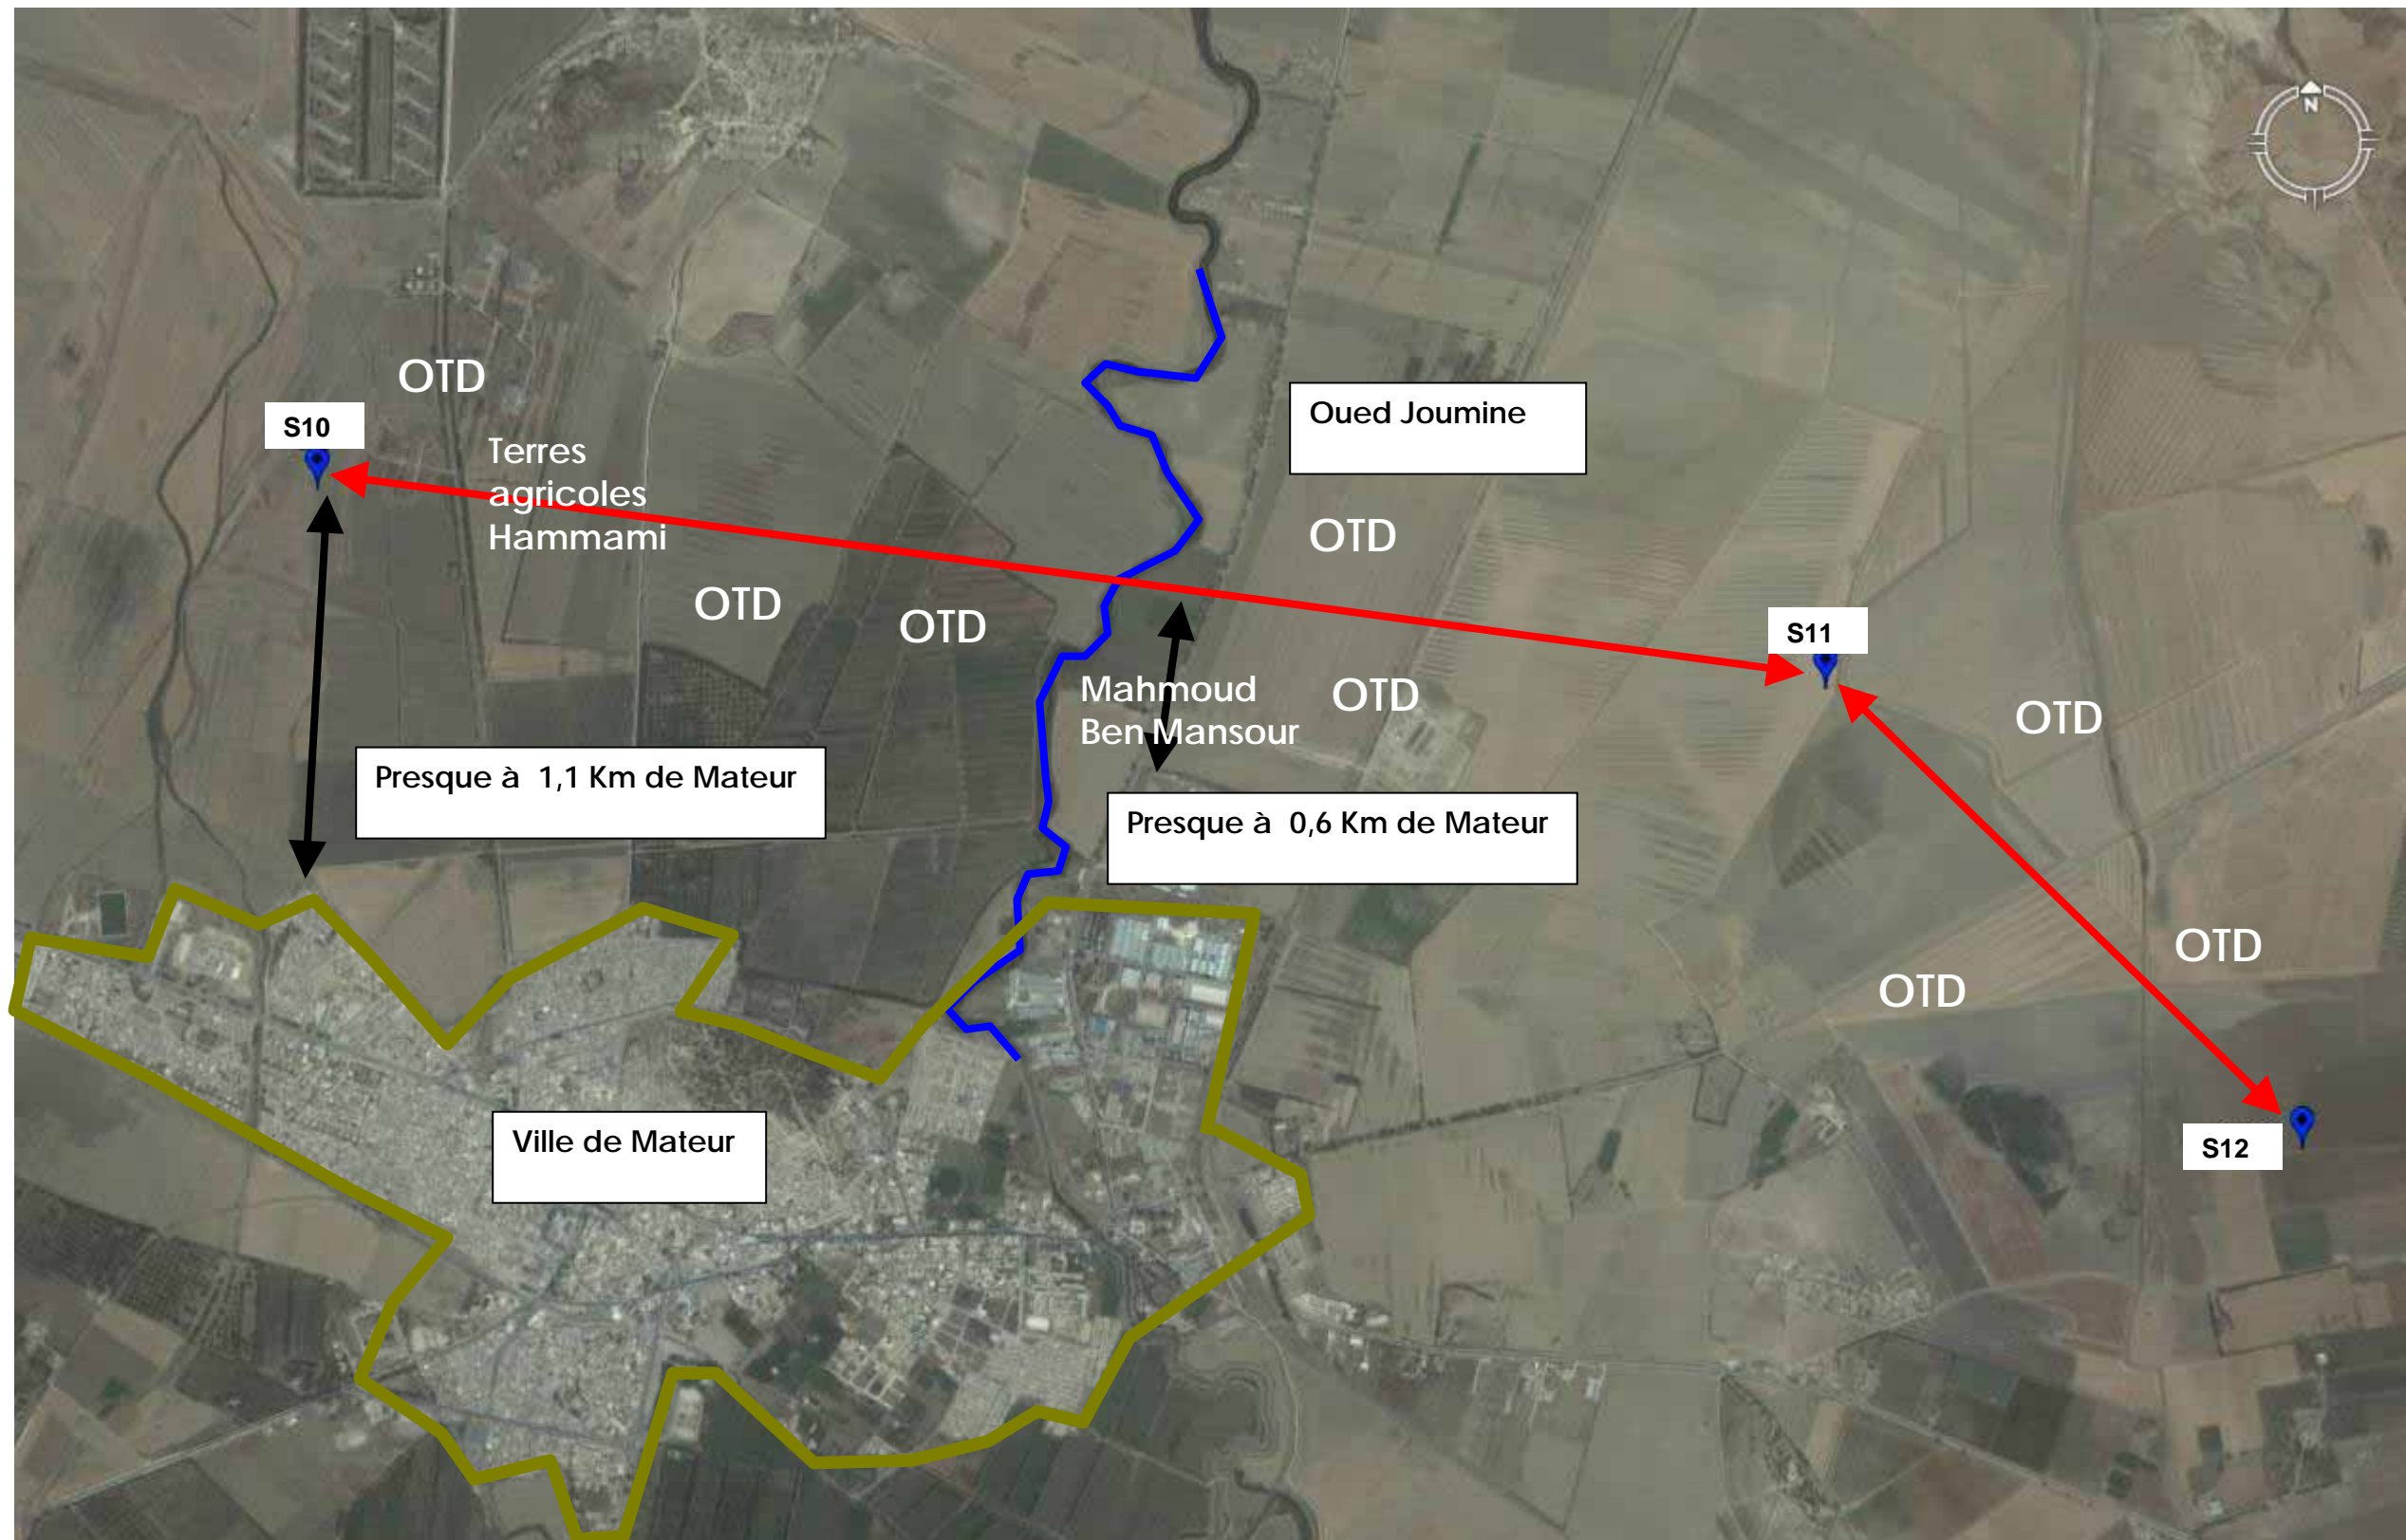 N
OTD
Oued Joumine
S10
Terres
agricoles
Hammami
OTD
OTD
OTD
S11
Mahmoud
Ben Mansour
OTD
OTD
Presque à 1,1 Km de Mateur
Presque à 0,6 Km de Mateur
OTD
OTD
Ville de Mateur
S12